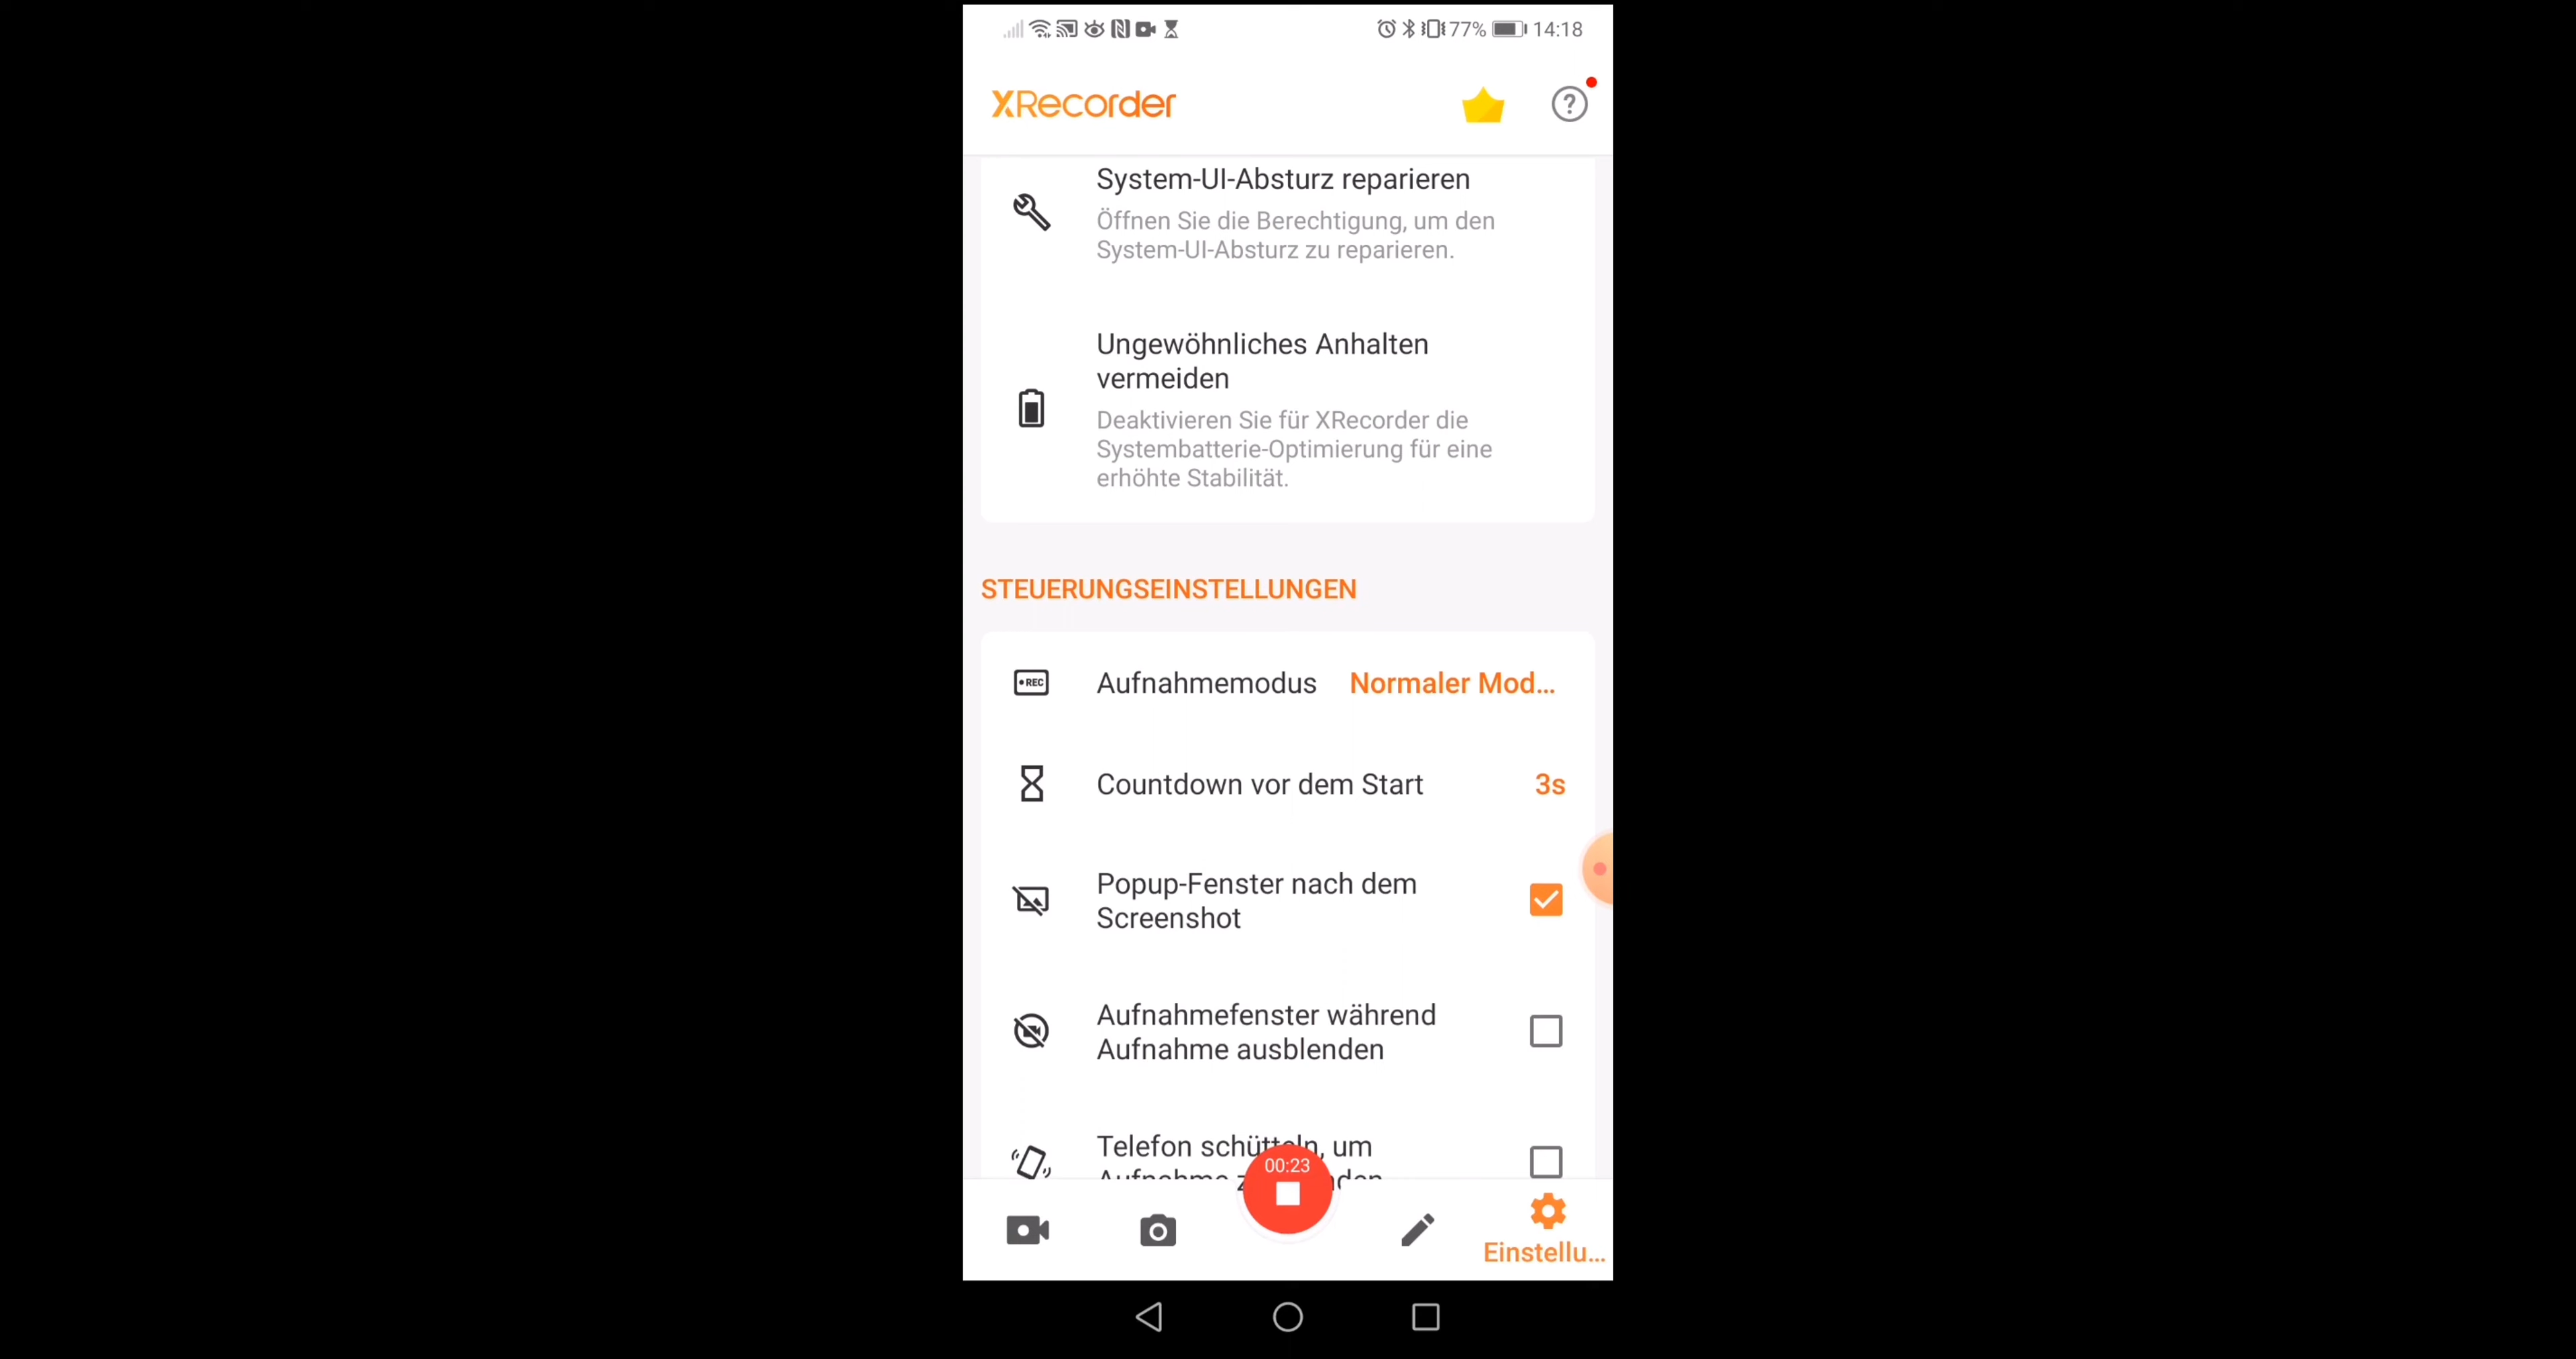 77% 14:18
XRecorder
System-UI-Absturz reparieren
Öffnen Sie die Berechtigung, um den
System-UI-Absturz zu reparieren.
Ungewöhnliches Anhalten
vermeiden
Deaktivieren Sie für XRecorder die
Systembatterie-Optimierung für eine
erhöhte Stabilität.
STEUERUNGSEINSTELLUNGEN
REC Aufnahmemodus Normaler Mod...
Countdown vor dem Start 3s
Popup-Fenster nach dem
Screenshot
Aufnahmefenster während
Aufnahme ausblenden
Telefon schütteln, um
00:23
Einstellu...